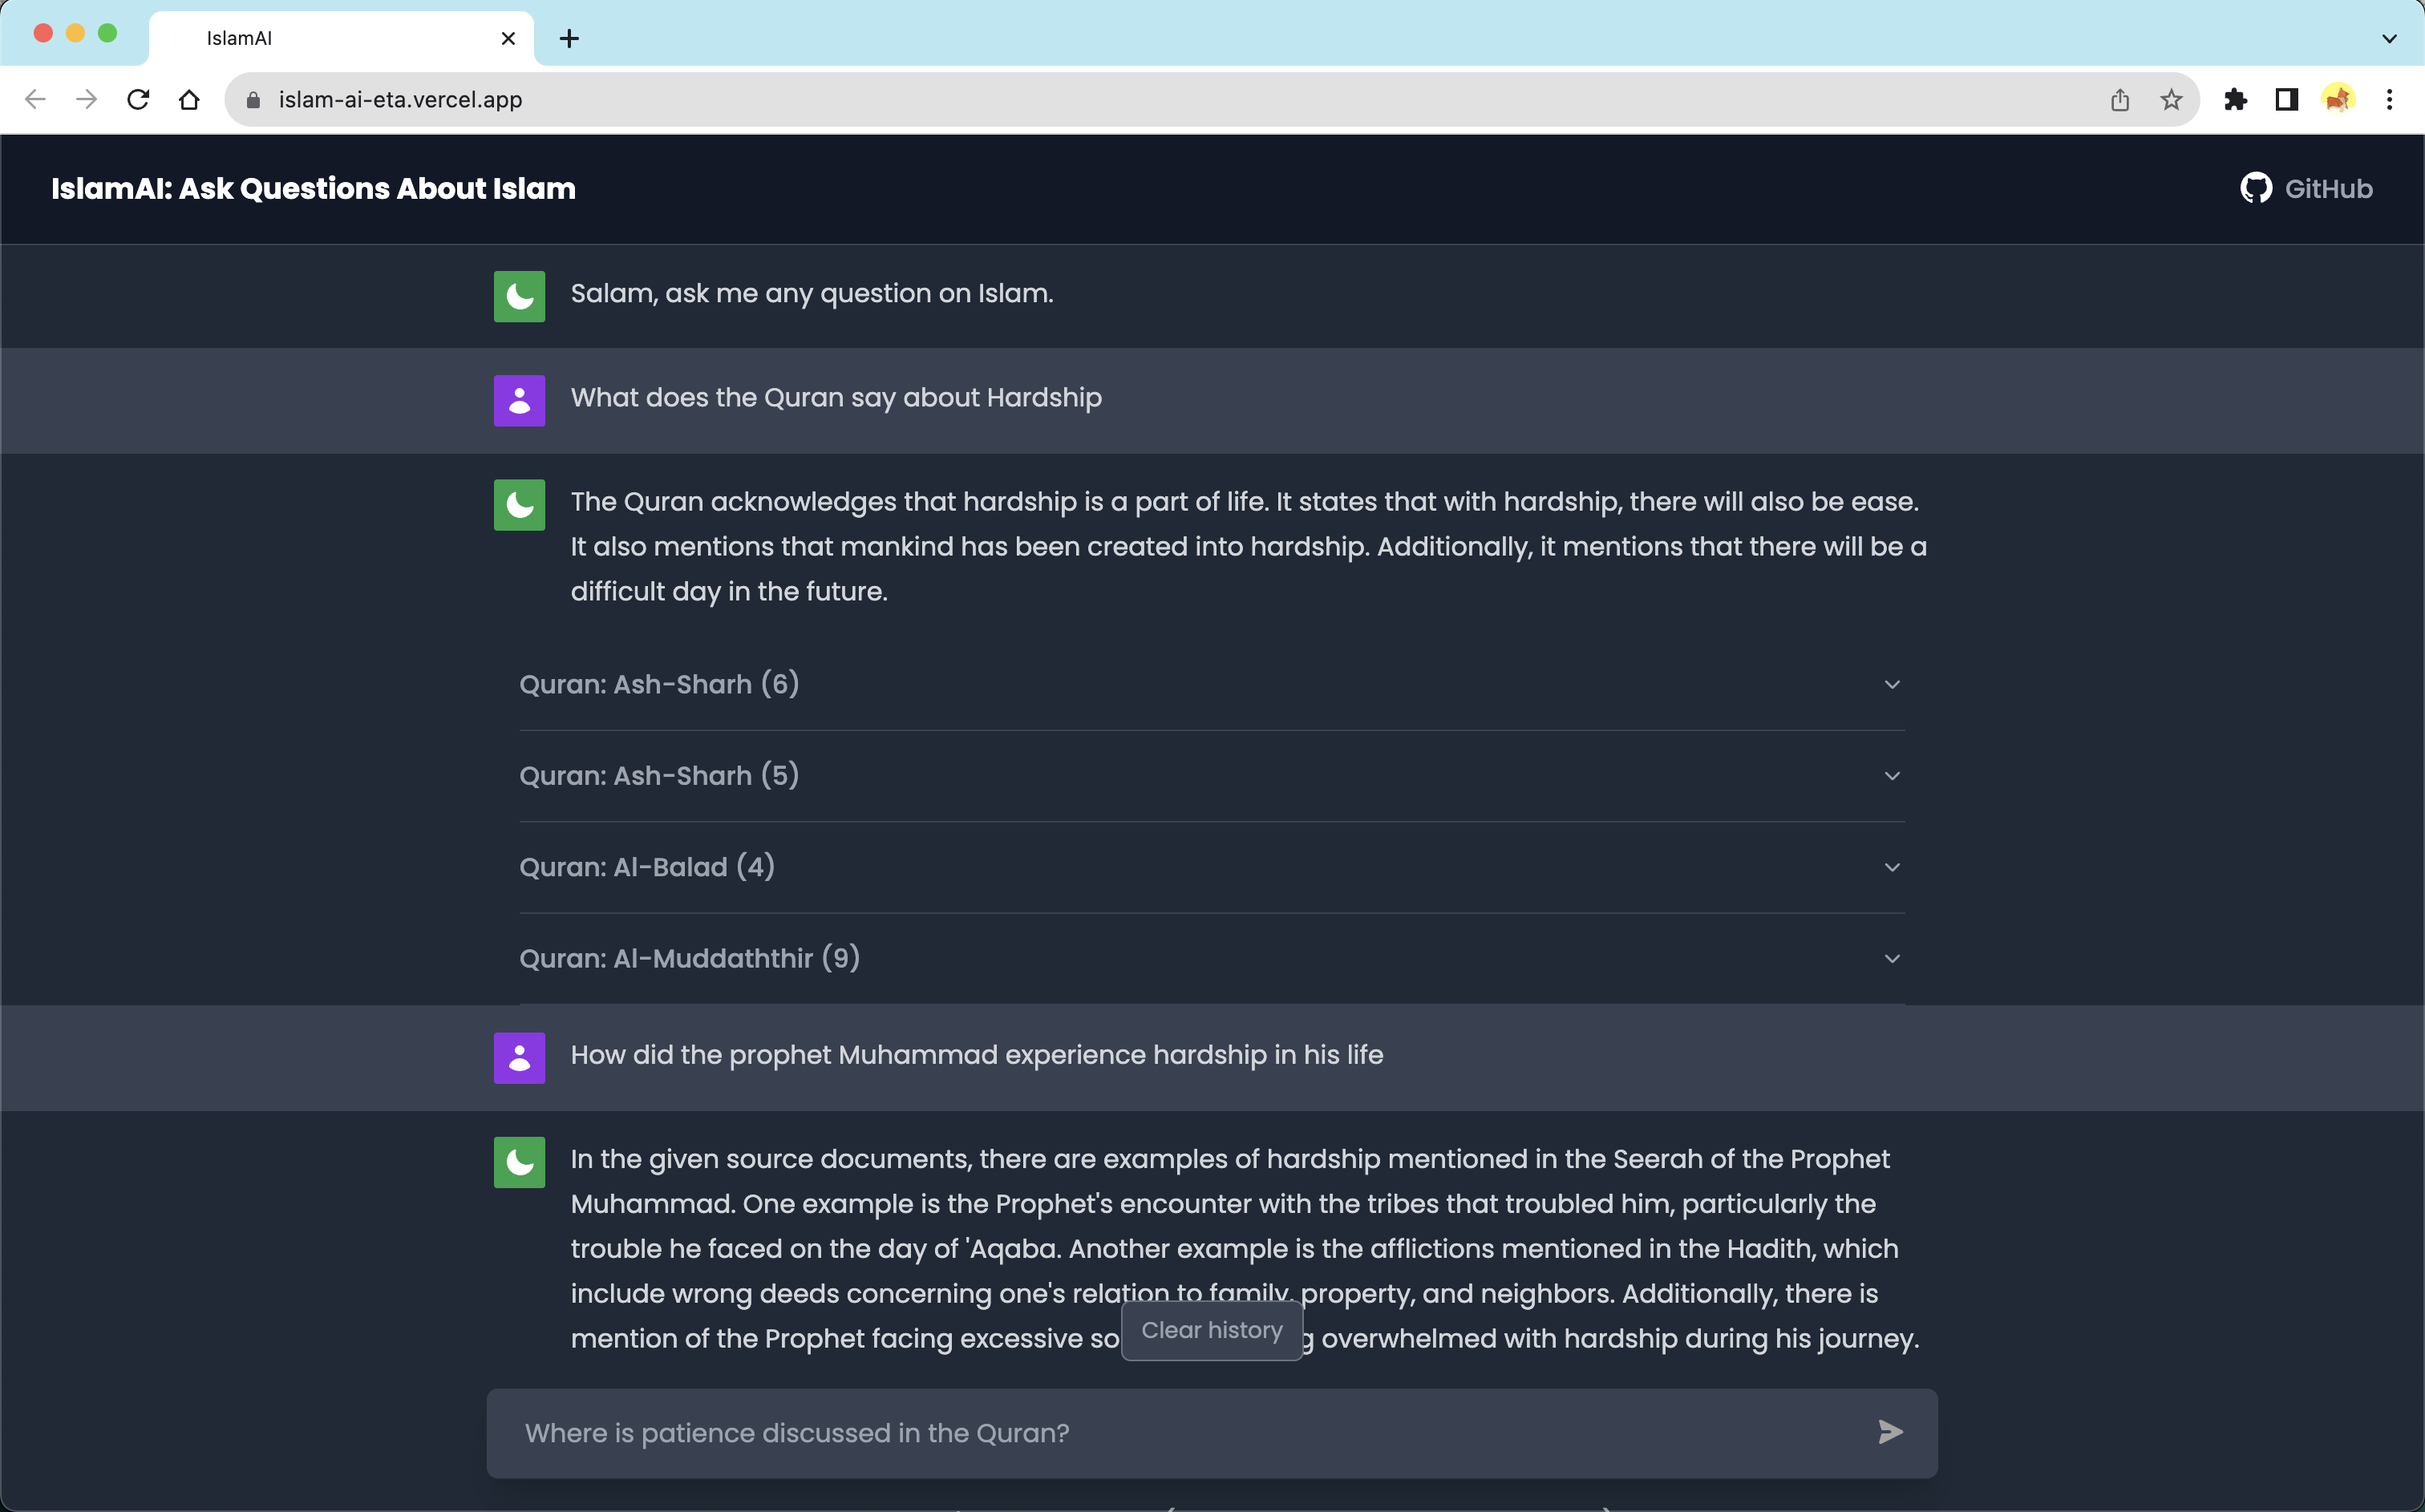 IslamAI
islam-ai-eta.vercel.app
IslamAI: Ask Questions About Islam
GitHub
Salam, ask me any question on Islam.
What does the Quran say about Hardship
The Quran acknowledges that hardship is a part of life. It states that with hardship, there will also be ease.
It also mentions that mankind has been created into hardship. Additionally, it mentions that there will be a
difficult day in the future.
Quran: Ash-Sharh (6)
Quran: Ash-Sharh (5)
Quran: Al-Balad (4)
Quran: Al-Muddaththir (9)
How did the prophet Muhammad experience hardship in his life
In the given source documents, there are examples of hardship mentioned in the Seerah of the Prophet
Muhammad. One example is the Prophet's encounter with the tribes that troubled him, particularly the
trouble he faced on the day of 'Aqaba. Another example is the afflictions mentioned in the Hadith, which
include wrong deeds concerning one's relation to family, property, and neighbors. Additionally, there is
mention of the Prophet facing excessive overwhelmed with hardship during his journey.
Clear history
Where is patience discussed in the Quran?